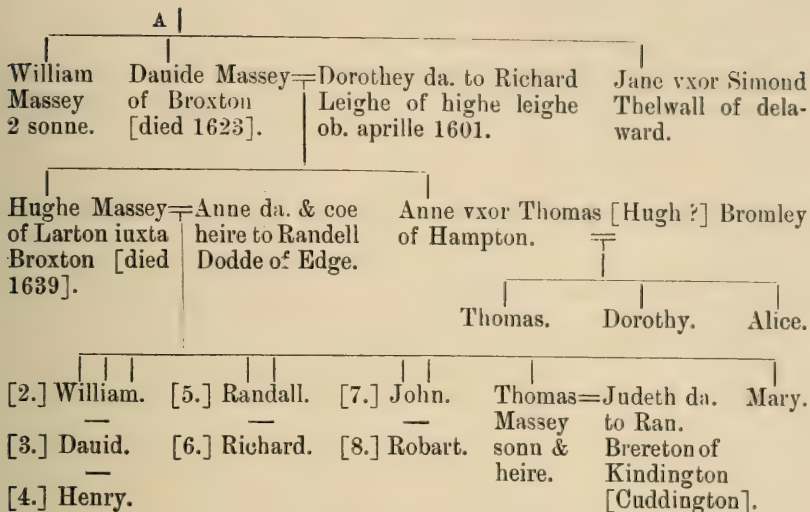 A
William
Massey
2 sonne.
Dauide Massey
of Broxton
[died 1623].
Dorothey da. to Richard
Leighe of highe leighe
ob. aprille 1601.
Jane vxor Simond
Thelwall of dela-
ward.
Hughe Massey
of Larton iuxta
Broxton [died
1639].
Anne da. & coe
heire to Randell
Dodde of Edge.
Anne vxor Thomas [Hugh ?] Bromley
of Hampton.
Thomas. Dorothy. Alice.
[2.] William.
[3.] Dauid.
[4.] Henry.
[5.] Randall.
[6.] Richard.
[7.] John.
[8.] Robart.
Thomas
Massey
sonn &
heire.
Judeth da.
to Ran.
Brereton of
Kindington
[Cuddington].
Mary.